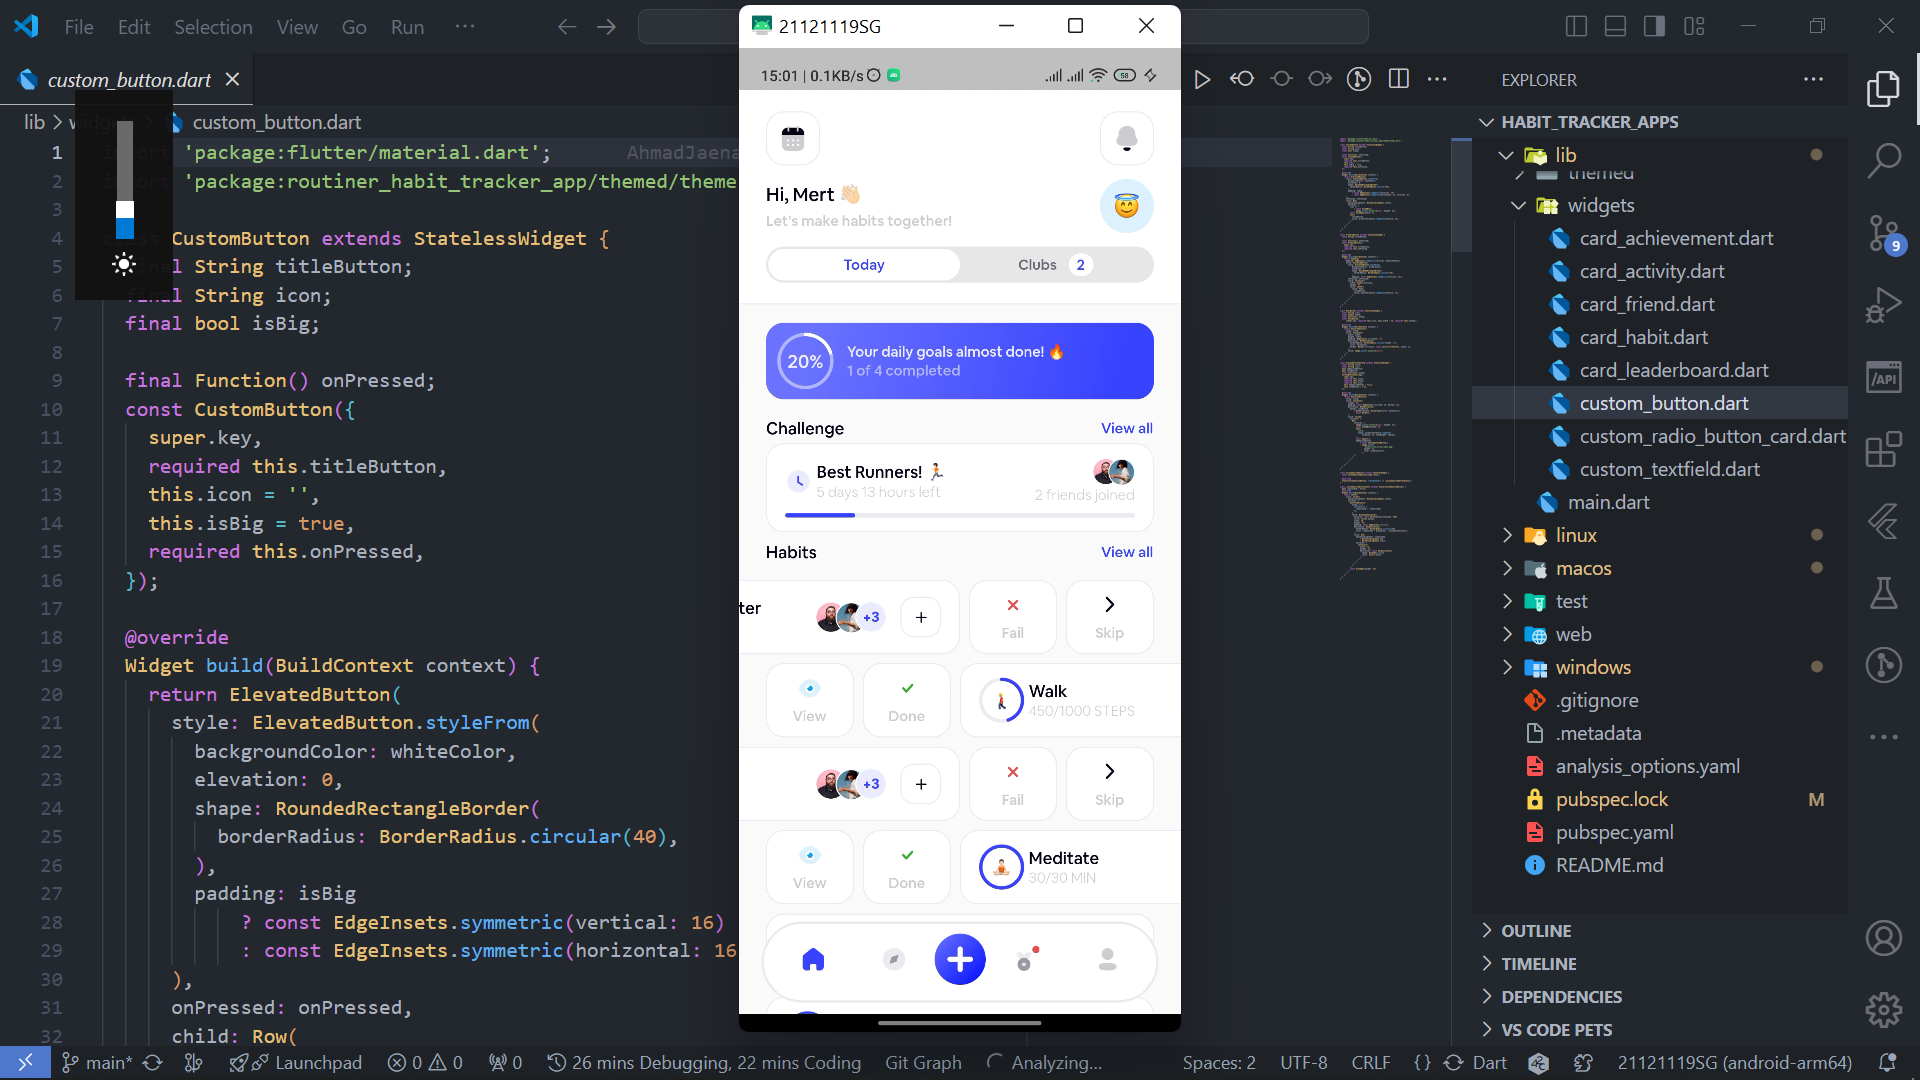 File Edit Selection View Go Run ...
custom_button.dart
lib > widgets > custom_button.dart
1 import 'package:flutter/material.dart'; AhmadJaena
2 import 'package:routiner_habit_tracker_app/themed/theme
3
4 class CustomButton extends StatelessWidget {
5 final String titleButton;
6 final String icon;
7 final bool isBig;
8
9 final Function() onPressed;
10 const CustomButton({
11 super.key,
12 required this.titleButton,
13 this.icon = '',
14 this.isBig = true,
15 required this.onPressed,
16 });
17
18 @override
19 Widget build(BuildContext context) {
20 return ElevatedButton(
21 style: ElevatedButton.styleFrom(
22 backgroundColor: whiteColor,
23 elevation: 0,
24 shape: RoundedRectangleBorder(
25 borderRadius: BorderRadius.circular(40),
26 ),
27 padding: isBig
28 ? const EdgeInsets.symmetric(vertical: 16)
29 : const EdgeInsets.symmetric(horizontal: 16
30 ),
31 onPressed: onPressed,
32 child: Row(
21121119SG
15:01 | 0.1KB/s 58
Hi, Mert 👋🏻
Let's make habits together!
Today
Clubs 2
20%
Your daily goals almost done! 🔥
1 of 4 completed
Challenge View all
Best Runners! 🏃🏻
5 days 13 hours left 2 friends joined
Habits View all
ter +3 + Fail Skip
View Done Walk
450/1000 STEPS
+3 + Fail Skip
View Done Meditate
30/30 MIN
EXPLORER
HABIT_TRACKER_APPS
lib
themed
widgets
card_achievement.dart
card_activity.dart
card_friend.dart
card_habit.dart
card_leaderboard.dart
custom_button.dart
custom_radio_button_card.dart
custom_textfield.dart
main.dart
linux
macos
test
web
windows
.gitignore
.metadata
analysis_options.yaml
pubspec.lock M
pubspec.yaml
README.md
OUTLINE
TIMELINE
DEPENDENCIES
VS CODE PETS
9
/API
main* Launchpad 0 0 0 26 mins Debugging, 22 mins Coding Git Graph Analyzing... Spaces: 2 UTF-8 CRLF {} Dart 21121119SG (android-arm64)